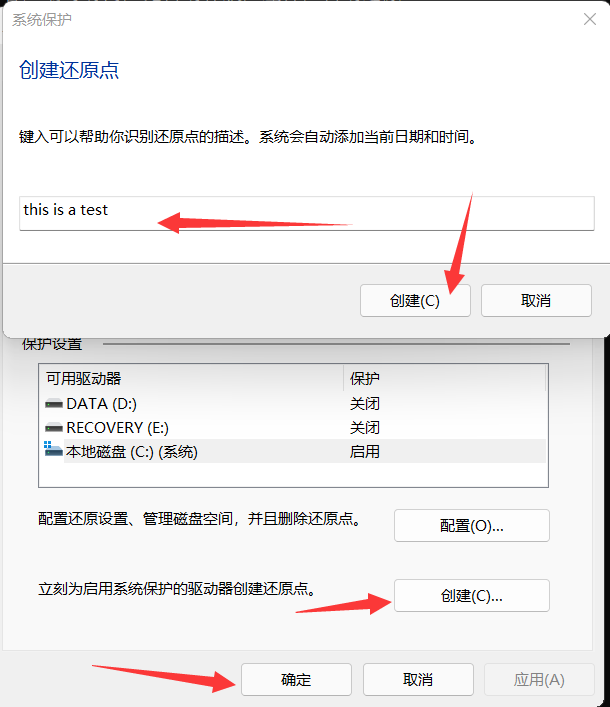 系统保护
创建还原点
键入可以帮助你识别还原点的描述。系统会自动添加当前日期和时间。
this is a test
创建(C)
取消
保护设置
可用驱动器 保护
DATA (D:) 关闭
RECOVERY (E:) 关闭
本地磁盘 (C:) (系统) 启用
配置还原设置、管理磁盘空间，并且删除还原点。
配置(O)...
立刻为启用系统保护的驱动器创建还原点。
创建(C)...
确定
取消
应用(A)